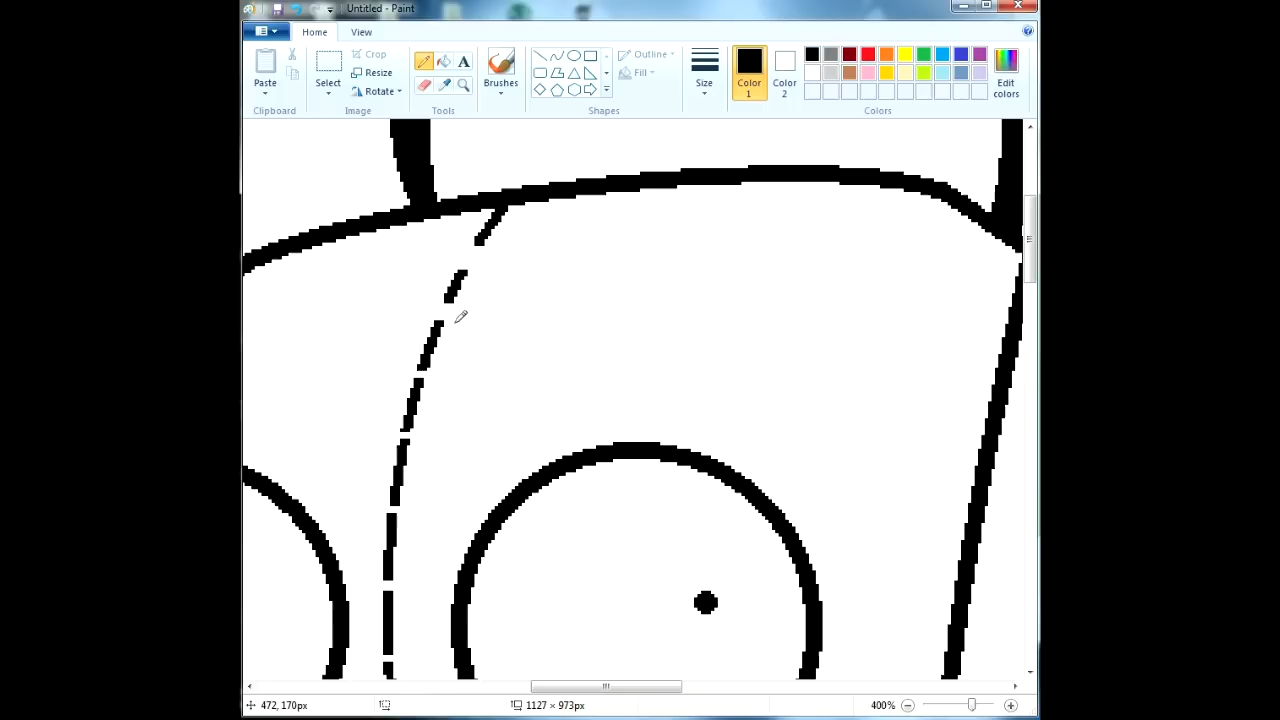 Untitled - Paint
Home View
Paste
Clipboard
Select
Crop
Resize
Rotate
Image
A
Tools
Brushes
Outline
Fill
Shapes
Size
Color 1
Color 2
Edit colors
Colors
472, 170px
1127 × 973px
400%